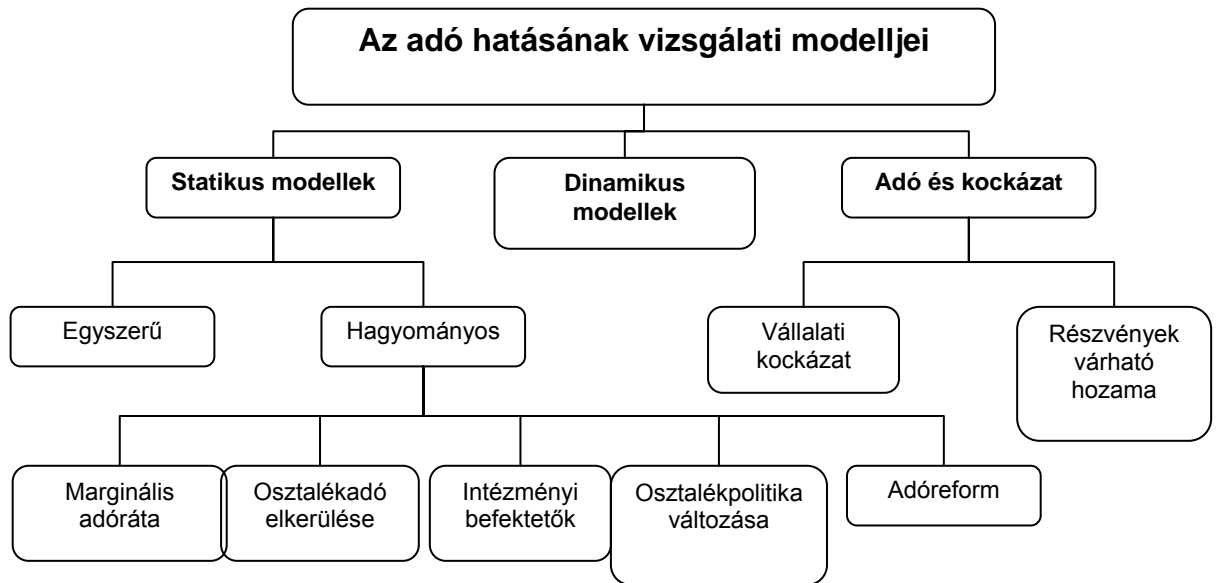 Az adó hatásának vizsgálati modelljei
Statikus modellek
Dinamikus
modellek
Adó és kockázat
Egyszerű
Hagyományos
Vállalati
kockázat
Részvények
várható
hozama
Marginális
adóráta
Osztalékadó
elkerülése
Intézményi
befektetők
Osztalékpolitika
változása
Adóreform